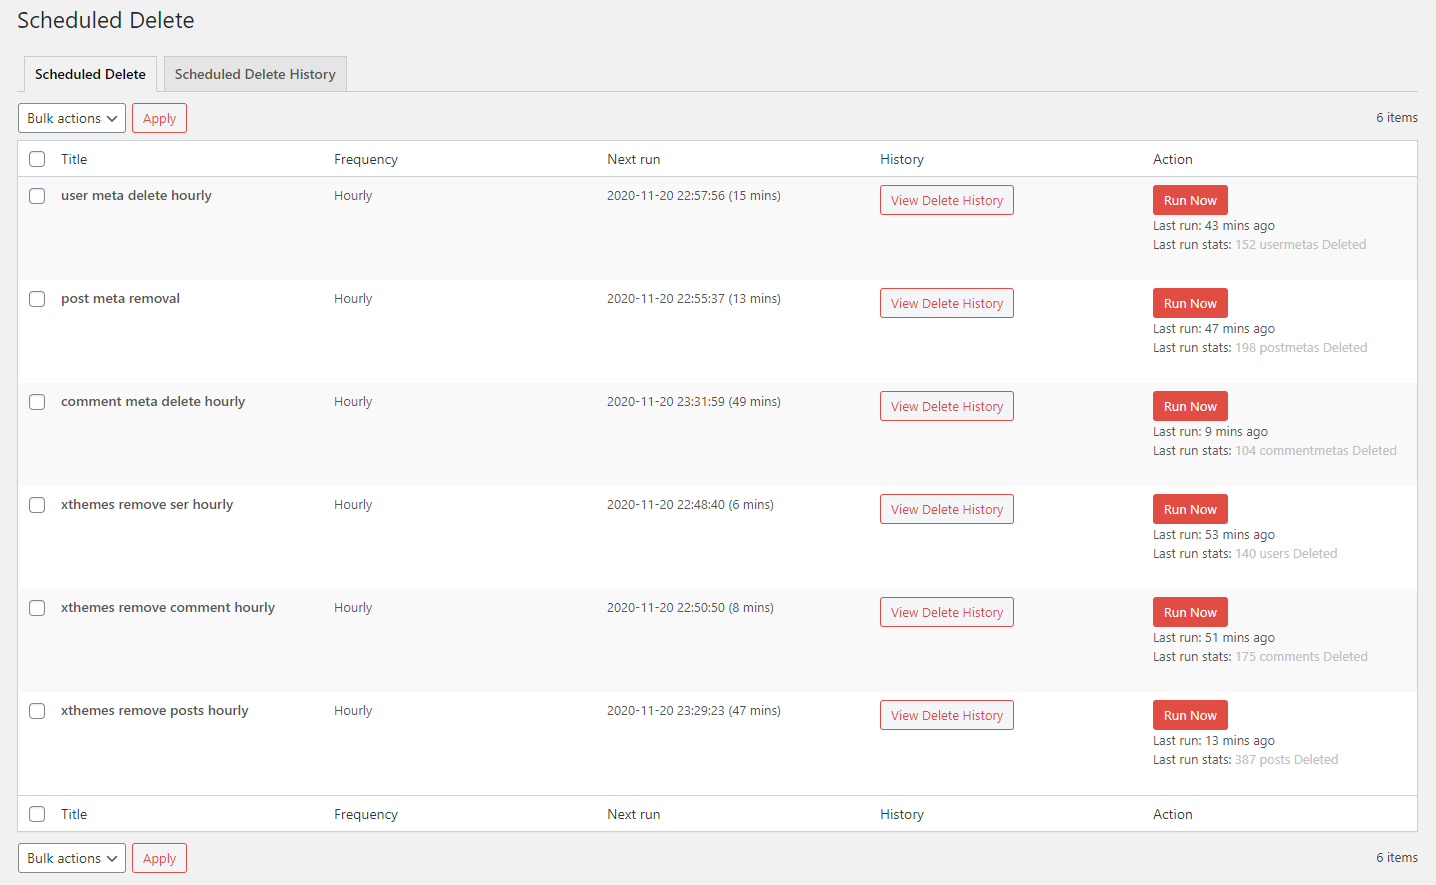 Scheduled Delete
Scheduled Delete Scheduled Delete History
Bulk actions Apply 6 items
Title Frequency Next run History Action
user meta delete hourly Hourly 2020-11-20 22:57:56 (15 mins) View Delete History Run Now
Last run: 43 mins ago
Last run stats: 152 usermetas Deleted
post meta removal Hourly 2020-11-20 22:55:37 (13 mins) View Delete History Run Now
Last run: 47 mins ago
Last run stats: 198 postmetas Deleted
comment meta delete hourly Hourly 2020-11-20 23:31:59 (49 mins) View Delete History Run Now
Last run: 9 mins ago
Last run stats: 104 commentmetas Deleted
xthemes remove ser hourly Hourly 2020-11-20 22:48:40 (6 mins) View Delete History Run Now
Last run: 53 mins ago
Last run stats: 140 users Deleted
xthemes remove comment hourly Hourly 2020-11-20 22:50:50 (8 mins) View Delete History Run Now
Last run: 51 mins ago
Last run stats: 175 comments Deleted
xthemes remove posts hourly Hourly 2020-11-20 23:29:23 (47 mins) View Delete History Run Now
Last run: 13 mins ago
Last run stats: 387 posts Deleted
Title Frequency Next run History Action
Bulk actions Apply 6 items